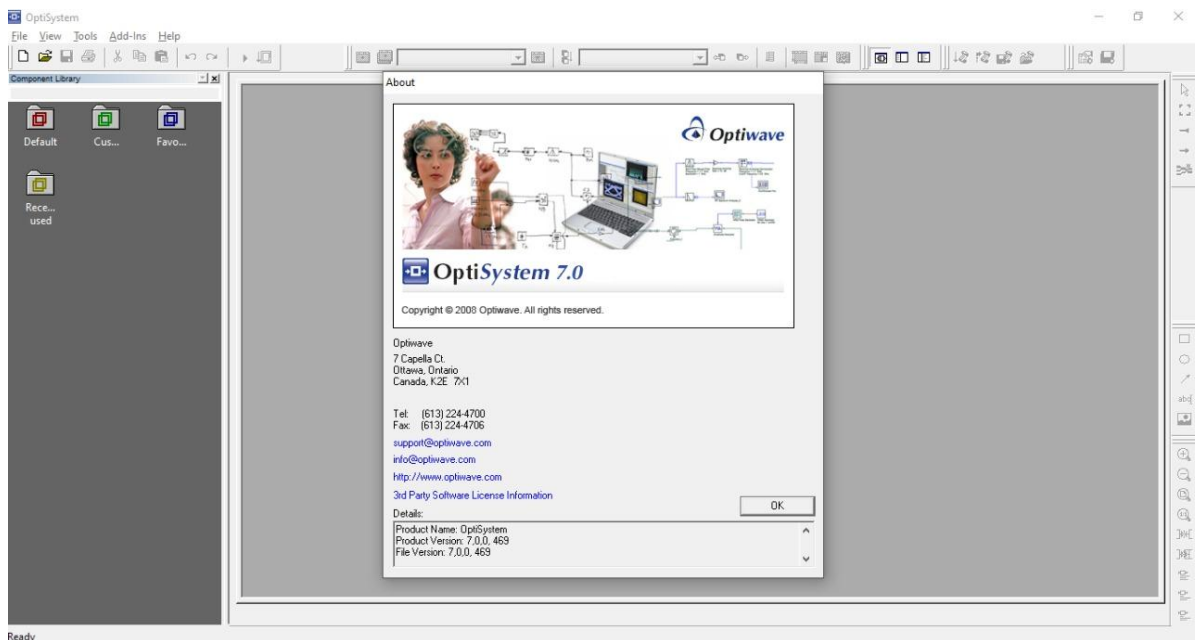 OptiSystem
File View Tools Add-Ins Help
Component Library
Default
Cus...
Favo...
Rece...
used
About
Optiwave
OptiSystem 7.0
Copyright © 2008 Optiwave. All rights reserved.
Optiwave
7 Capella Ct.
Ottawa, Ontario
Canada, K2E 7X1
Tel: (613) 224-4700
Fax: (613) 224-4706
support@optiwave.com
info@optiwave.com
http://www.optiwave.com
3rd Party Software License Information
OK
Details:
Product Name: OptiSystem
Product Version: 7,0,0, 469
File Version: 7,0,0, 469
abc
Ready